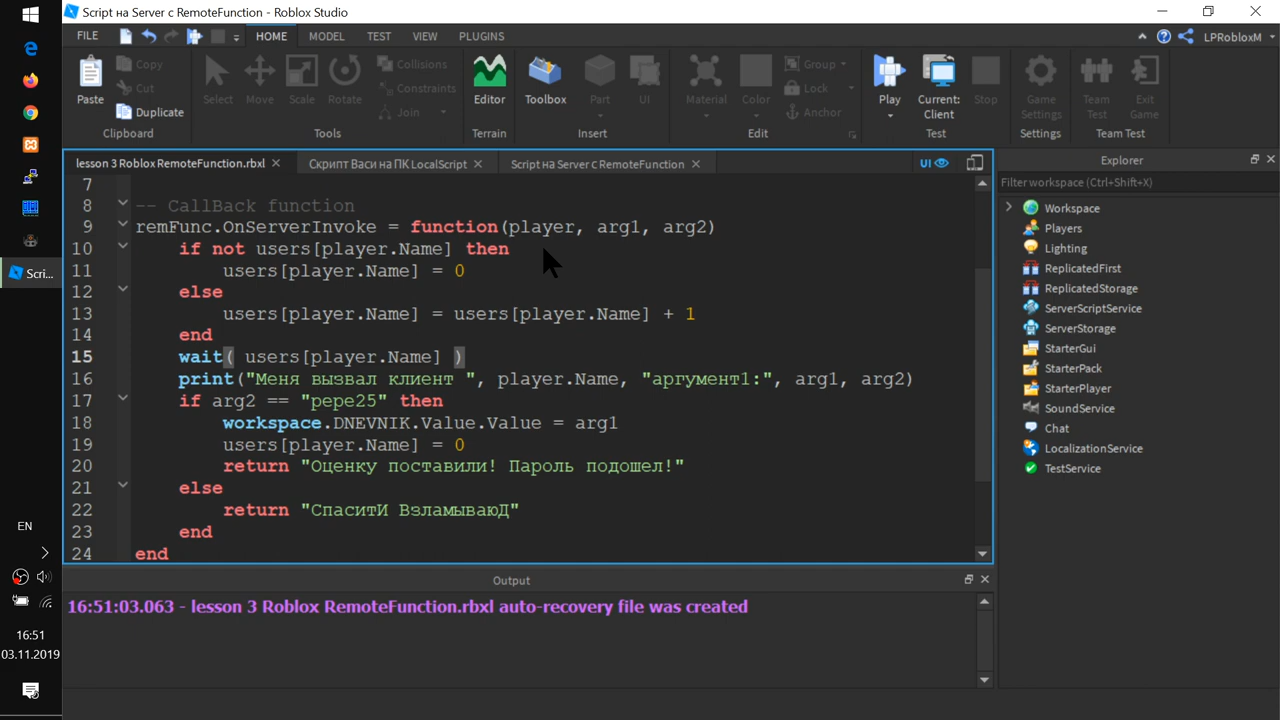 Script на Server с RemoteFunction - Roblox Studio
FILE HOME MODEL TEST VIEW PLUGINS LPRobloxM
Paste Copy Cut Duplicate
Clipboard
Select Move Scale Rotate Collisions Constraints Join
Tools
Editor
Terrain
Toolbox Part UI
Insert
Material Color Group Lock Anchor
Edit
Play Current: Client Stop
Test
Game Settings
Settings
Team Test Exit Game
Team Test
lesson 3 Roblox RemoteFunction.rbxl Скрипт Васи на ПК LocalScript Script на Server с RemoteFunction UI
7
8 -- CallBack function
9 remFunc.OnServerInvoke = function(player, arg1, arg2)
10 if not users[player.Name] then
11 users[player.Name] = 0
12 else
13 users[player.Name] = users[player.Name] + 1
14 end
15 wait( users[player.Name] )
16 print("Меня вызвал клиент ", player.Name, "аргумент1:", arg1, arg2)
17 if arg2 == "pepe25" then
18 workspace.DNEVNIK.Value.Value = arg1
19 users[player.Name] = 0
20 return "Оценку поставили! Пароль подошел!"
21 else
22 return "СпаситИ ВзламываюД"
23 end
24 end
Output
16:51:03.063 - lesson 3 Roblox RemoteFunction.rbxl auto-recovery file was created
Explorer
Filter workspace (Ctrl+Shift+X)
Workspace
Players
Lighting
ReplicatedFirst
ReplicatedStorage
ServerScriptService
ServerStorage
StarterGui
StarterPack
StarterPlayer
SoundService
Chat
LocalizationService
TestService
Scri...
EN
16:51
03.11.2019